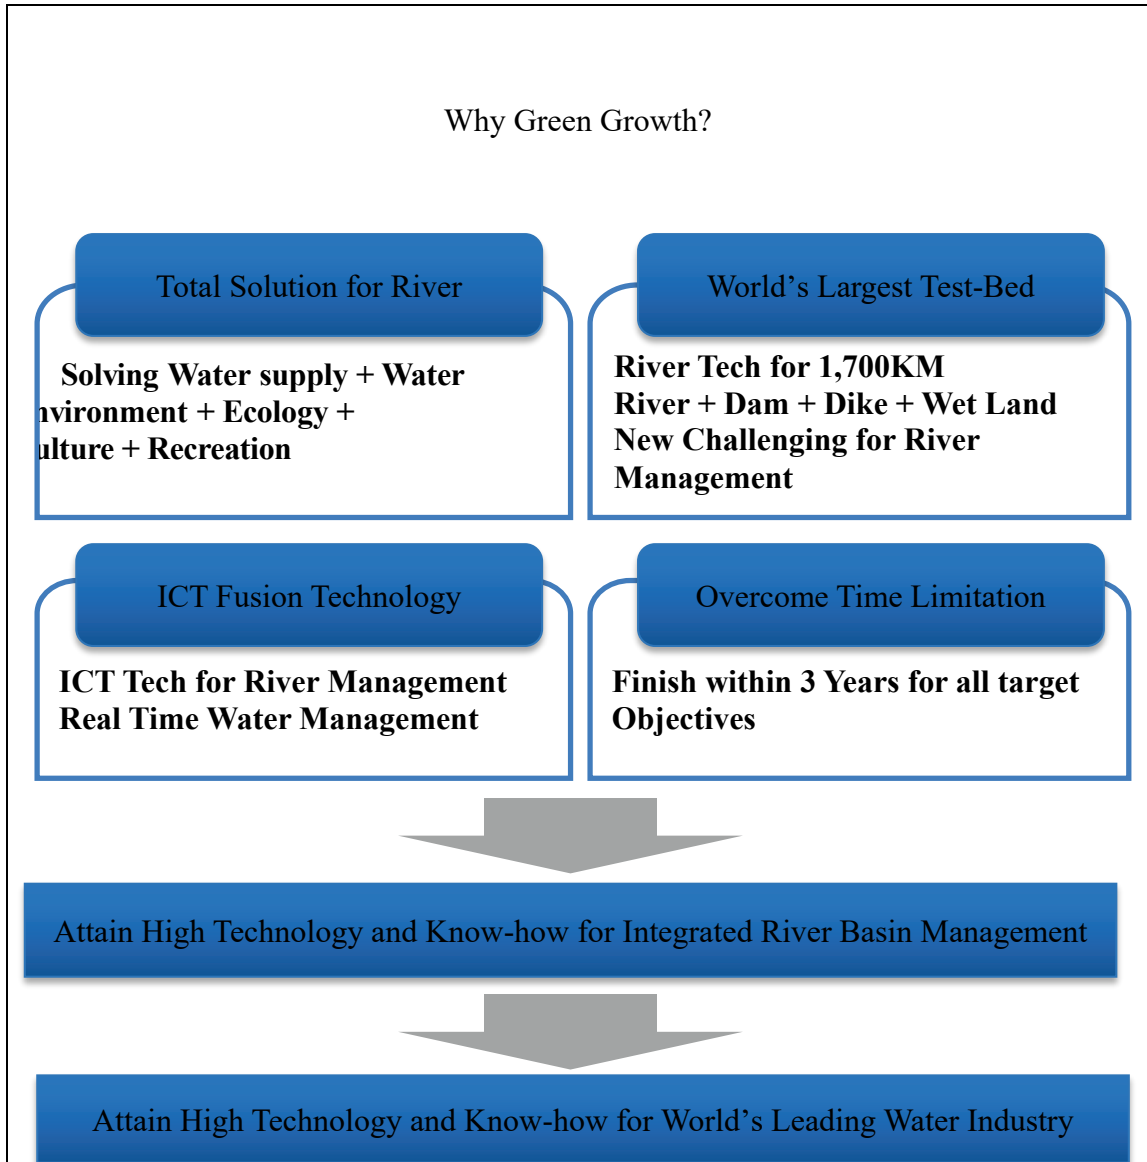 Why Green Growth?
Total Solution for River
Solving Water supply + Water
nvironment + Ecology +
ulture + Recreation
World's Largest Test-Bed
River Tech for 1,700KM
River + Dam + Dike + Wet Land
New Challenging for River
Management
ICT Fusion Technology
ICT Tech for River Management
Real Time Water Management
Overcome Time Limitation
Finish within 3 Years for all target
Objectives
Attain High Technology and Know-how for Integrated River Basin Management
Attain High Technology and Know-how for World's Leading Water Industry